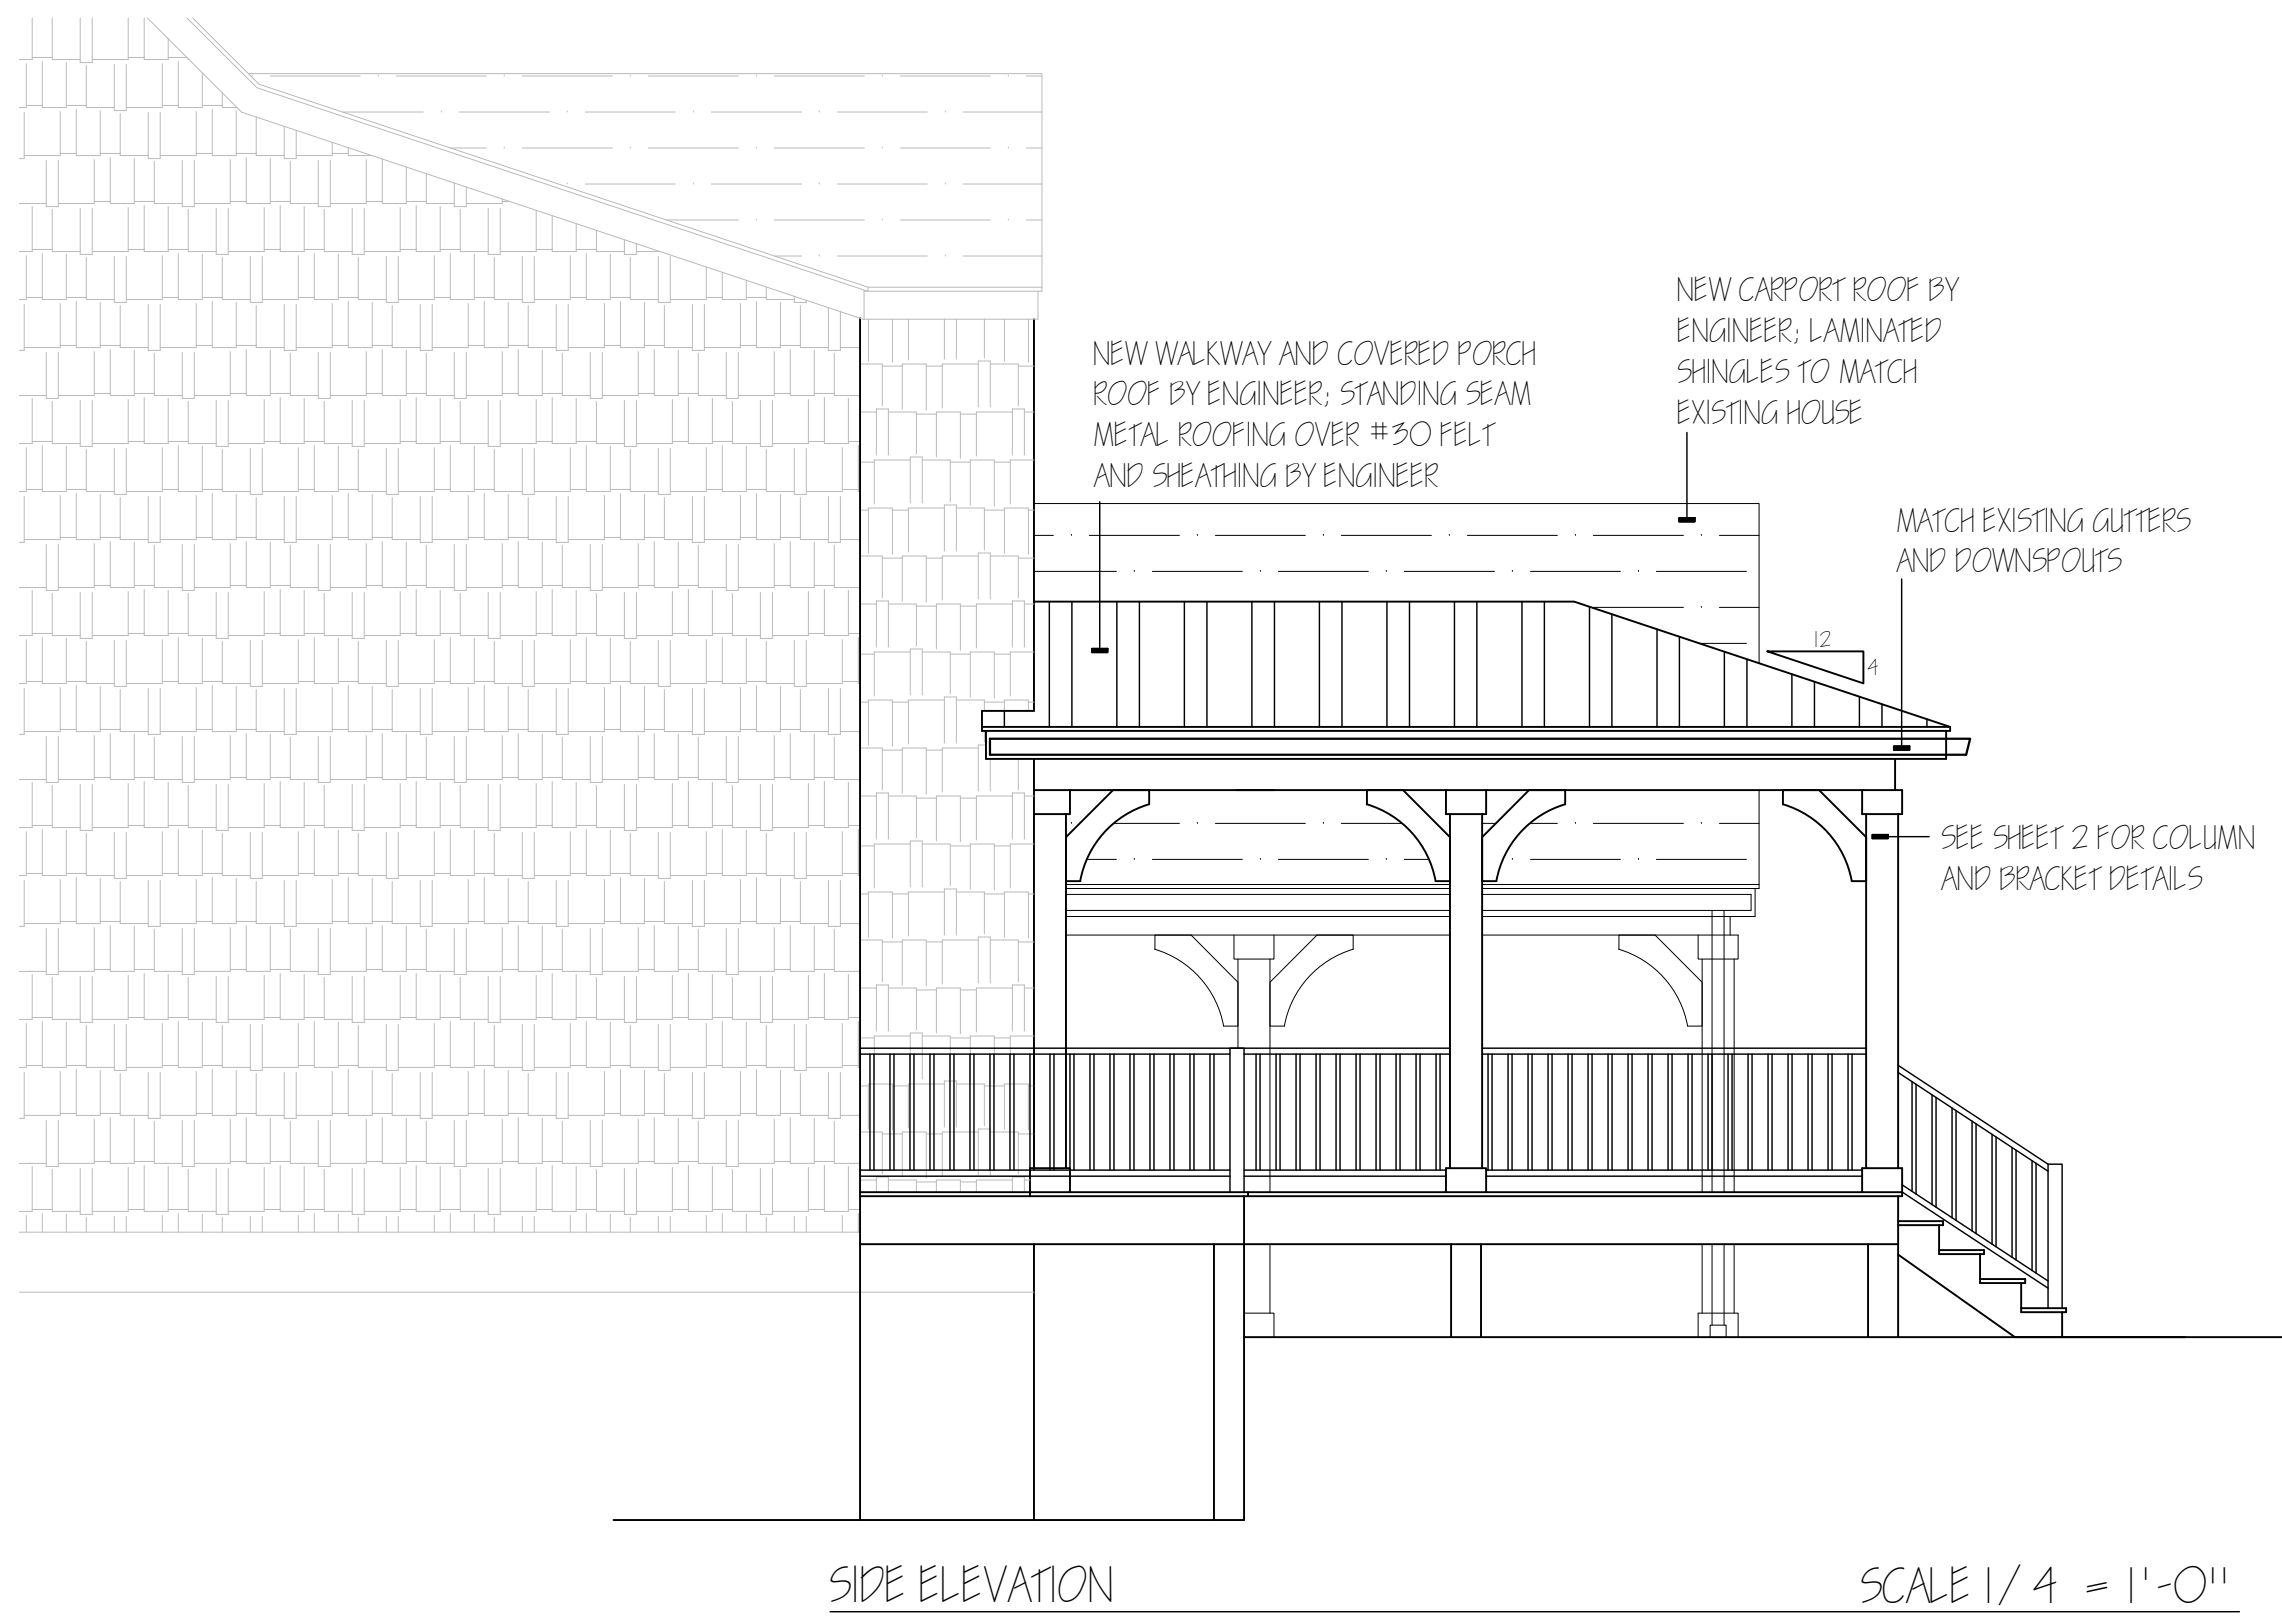 NEW CARPORT ROOF BY
ENGINEER; LAMINATED
SHINGLES TO MATCH
EXISTING HOUSE
NEW WALKWAY AND COVERED PORCH
ROOF BY ENGINEER; STANDING SEAM
METAL ROOFING OVER #30 FELT
AND SHEATHING BY ENGINEER
MATCH EXISTING GUTTERS
AND DOWNSPOUTS
12
4
SEE SHEET 2 FOR COLUMN
AND BRACKET DETAILS
SIDE ELEVATION
SCALE 1/4 = 1'-0"